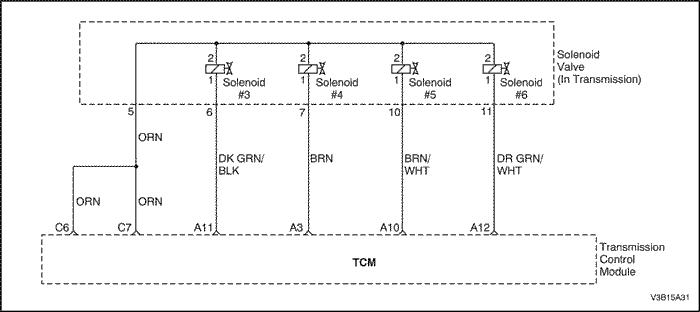 2 2 2 2
Solenoid
Valve
(In Transmission)
1 Solenoid
#3
1 Solenoid
#4
1 Solenoid
#5
1 Solenoid
#6
5 6 7 10 11
ORN
DK GRN/
BLK
BRN
BRN/
WHT
DR GRN/
WHT
ORN ORN
C6 C7 A11 A3 A10 A12
TCM
Transmission
Control
Module
V3B15A31